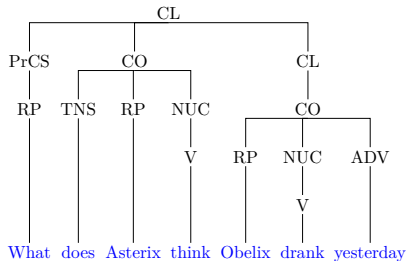 CL
PrCS CO CL
RP TNS RP NUC CO
V RP NUC ADV
V
What does Asterix think Obelix drank yesterday